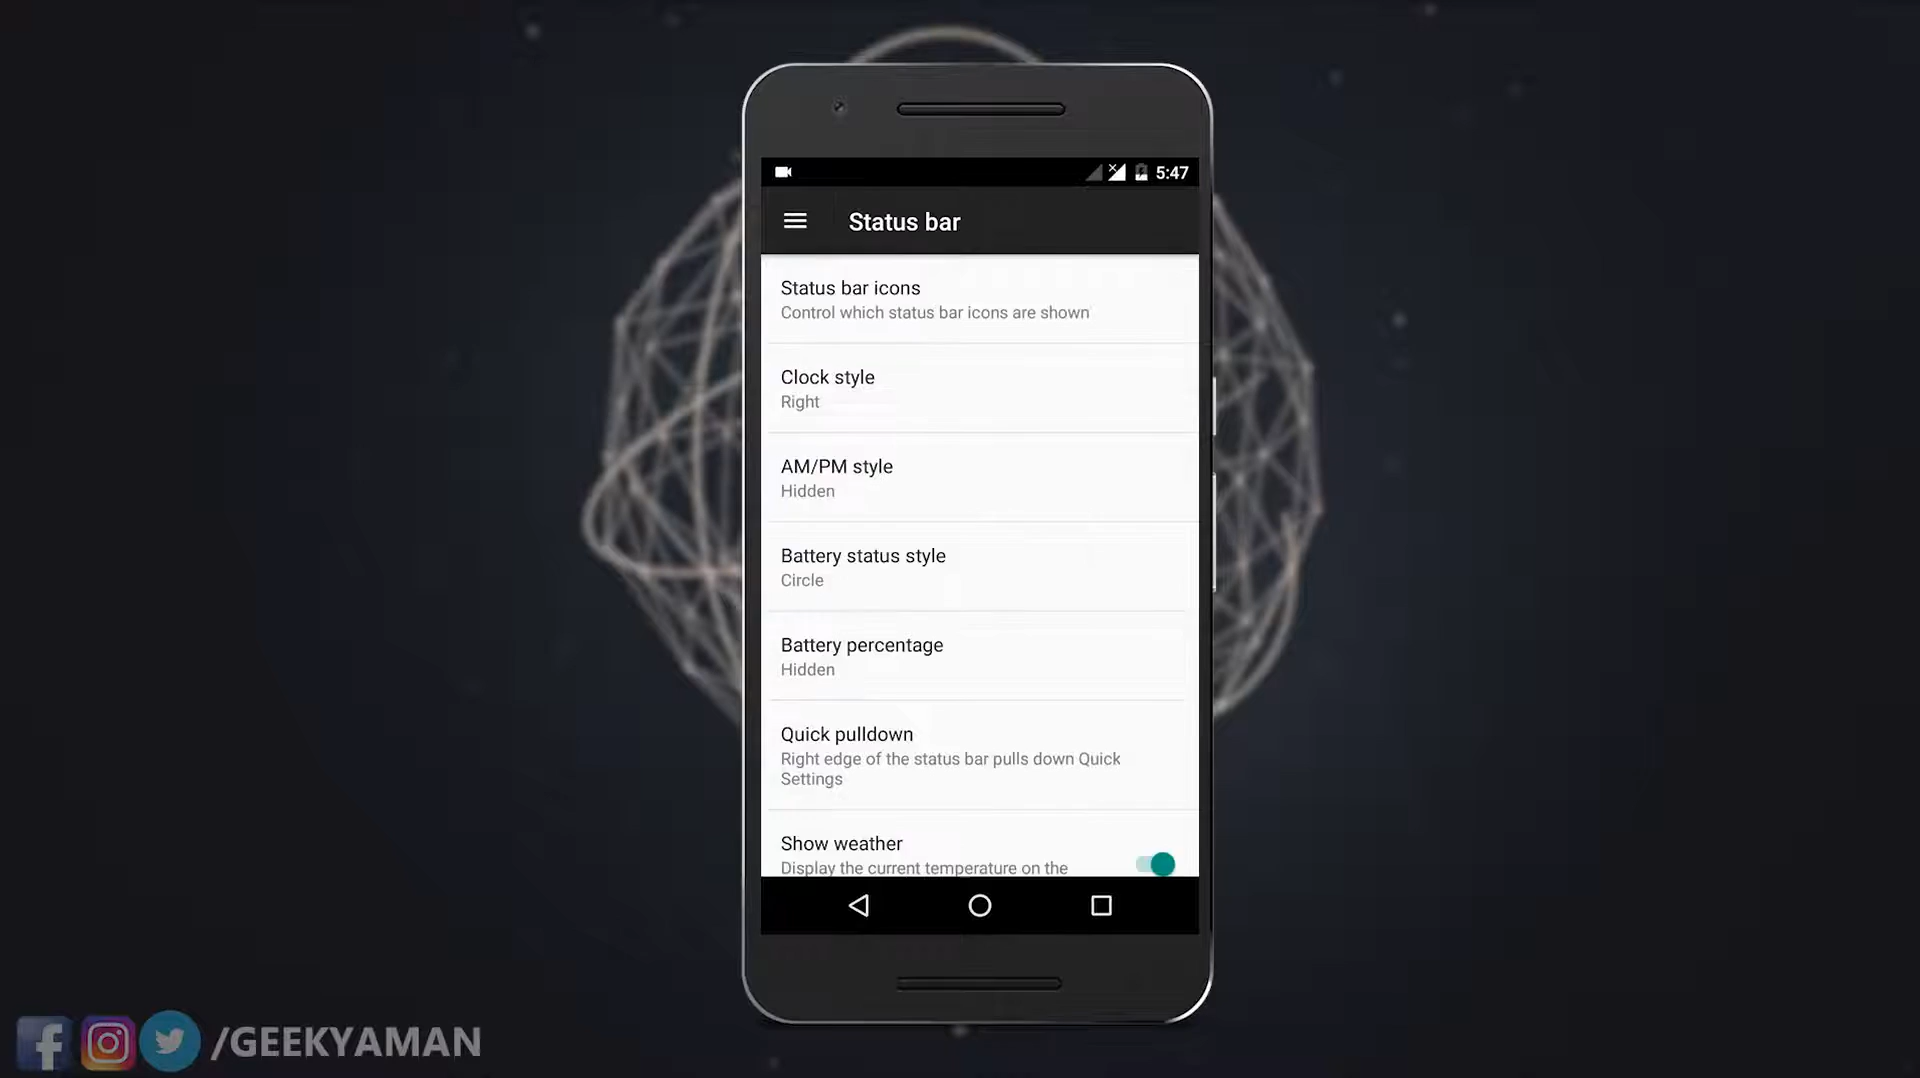 5:47
Status bar
Status bar icons
Control which status bar icons are shown
Clock style
Right
AM/PM style
Hidden
Battery status style
Circle
Battery percentage
Hidden
Quick pulldown
Right edge of the status bar pulls down Quick
Settings
Show weather
Display the current temperature on the
/GEEKYAMAN